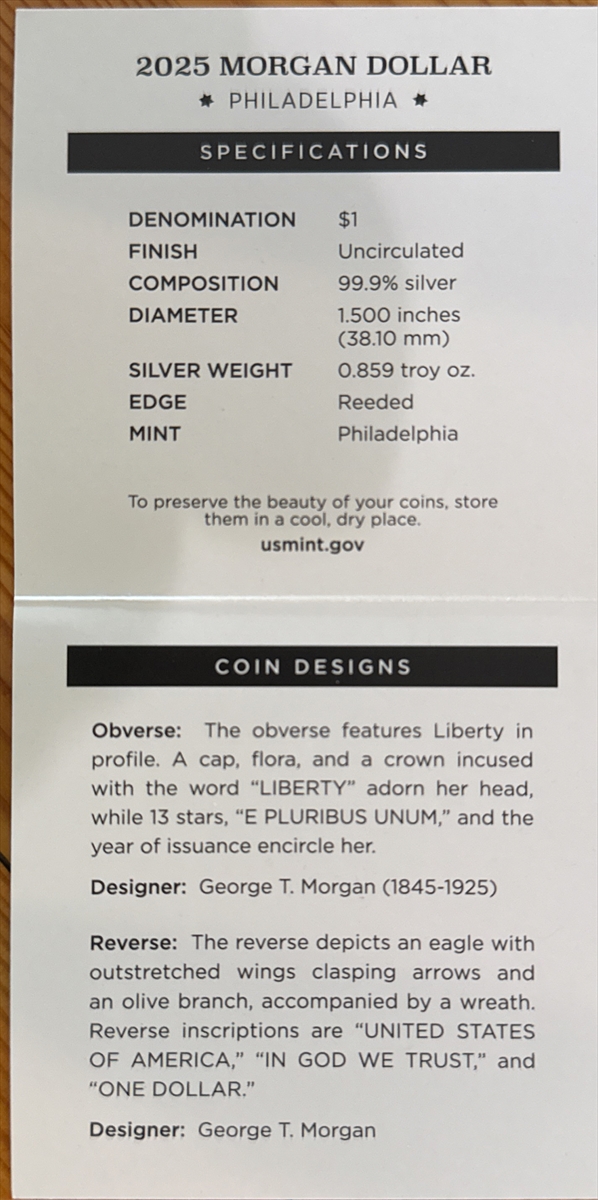 2025 MORGAN DOLLAR
★ PHILADELPHIA ★
SPECIFICATIONS
DENOMINATION $1
FINISH Uncirculated
COMPOSITION 99.9% silver
DIAMETER 1.500 inches
(38.10 mm)
SILVER WEIGHT 0.859 troy oz.
EDGE Reeded
MINT Philadelphia
To preserve the beauty of your coins, store
them in a cool, dry place.
usmint.gov
COIN DESIGNS
Obverse: The obverse features Liberty in
profile. A cap, flora, and a crown incused
with the word “LIBERTY” adorn her head,
while 13 stars, “E PLURIBUS UNUM,” and the
year of issuance encircle her.
Designer: George T. Morgan (1845-1925)
Reverse: The reverse depicts an eagle with
outstretched wings clasping arrows and
an olive branch, accompanied by a wreath.
Reverse inscriptions are “UNITED STATES
OF AMERICA,” “IN GOD WE TRUST,” and
“ONE DOLLAR.”
Designer: George T. Morgan